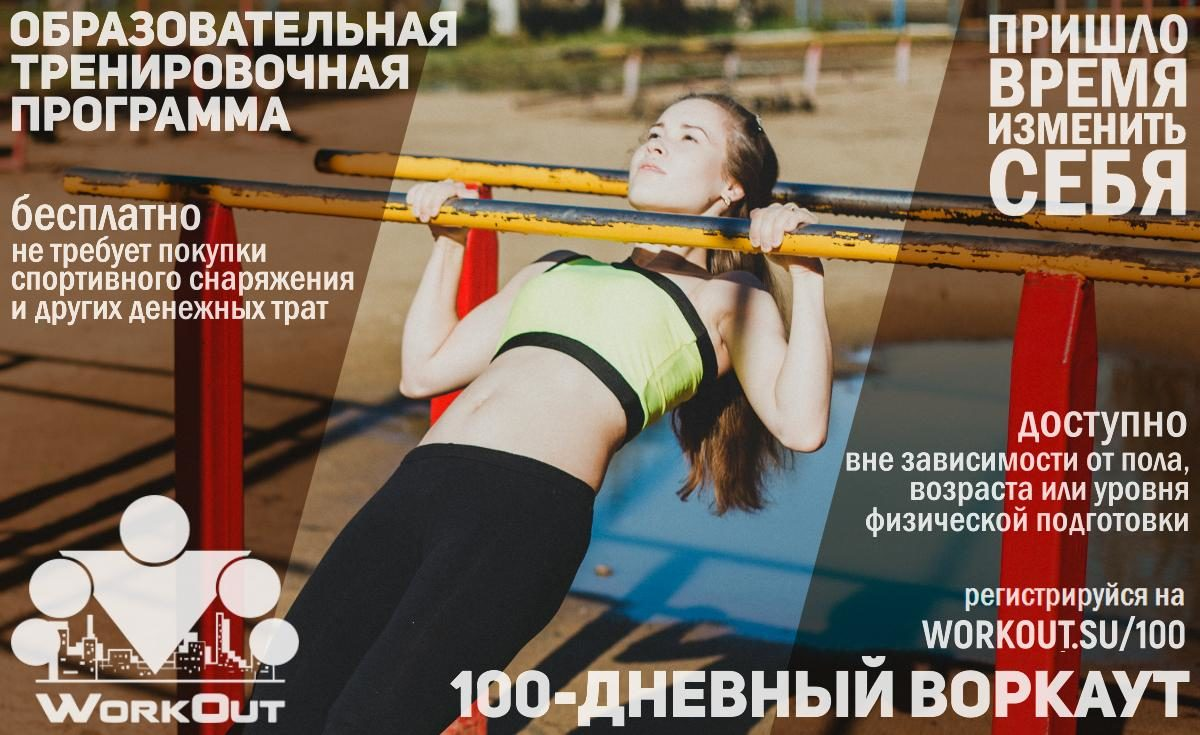 ОБРАЗОВАТЕЛЬНАЯ
ТРЕНИРОВОЧНАЯ
ПРОГРАММА
бесплатно
не требует покупки
спортивного снаряжения
и других денежных трат
ПРИШЛО
ВРЕМЯ
ИЗМЕНИТЬ
СЕБЯ
доступно
вне зависимости от пола,
возраста или уровня
физической подготовки
регистрируйся на
WORKOUT.SU/100
100-ДНЕВНЫЙ ВОРКАУТ
WORKOUT